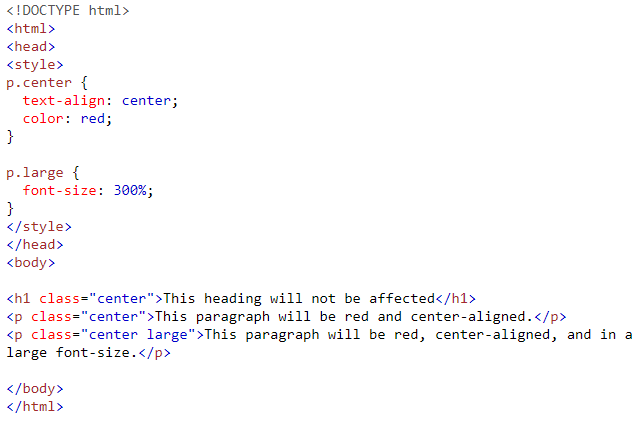 <!DOCTYPE html>
<html>
<head>
<style>
p.center {
  text-align: center;
  color: red;
}

p.large {
  font-size: 300%;
}
</style>
</head>
<body>

<h1 class="center">This heading will not be affected</h1>
<p class="center">This paragraph will be red and center-aligned.</p>
<p class="center large">This paragraph will be red, center-aligned, and in a
large font-size.</p>

</body>
</html>